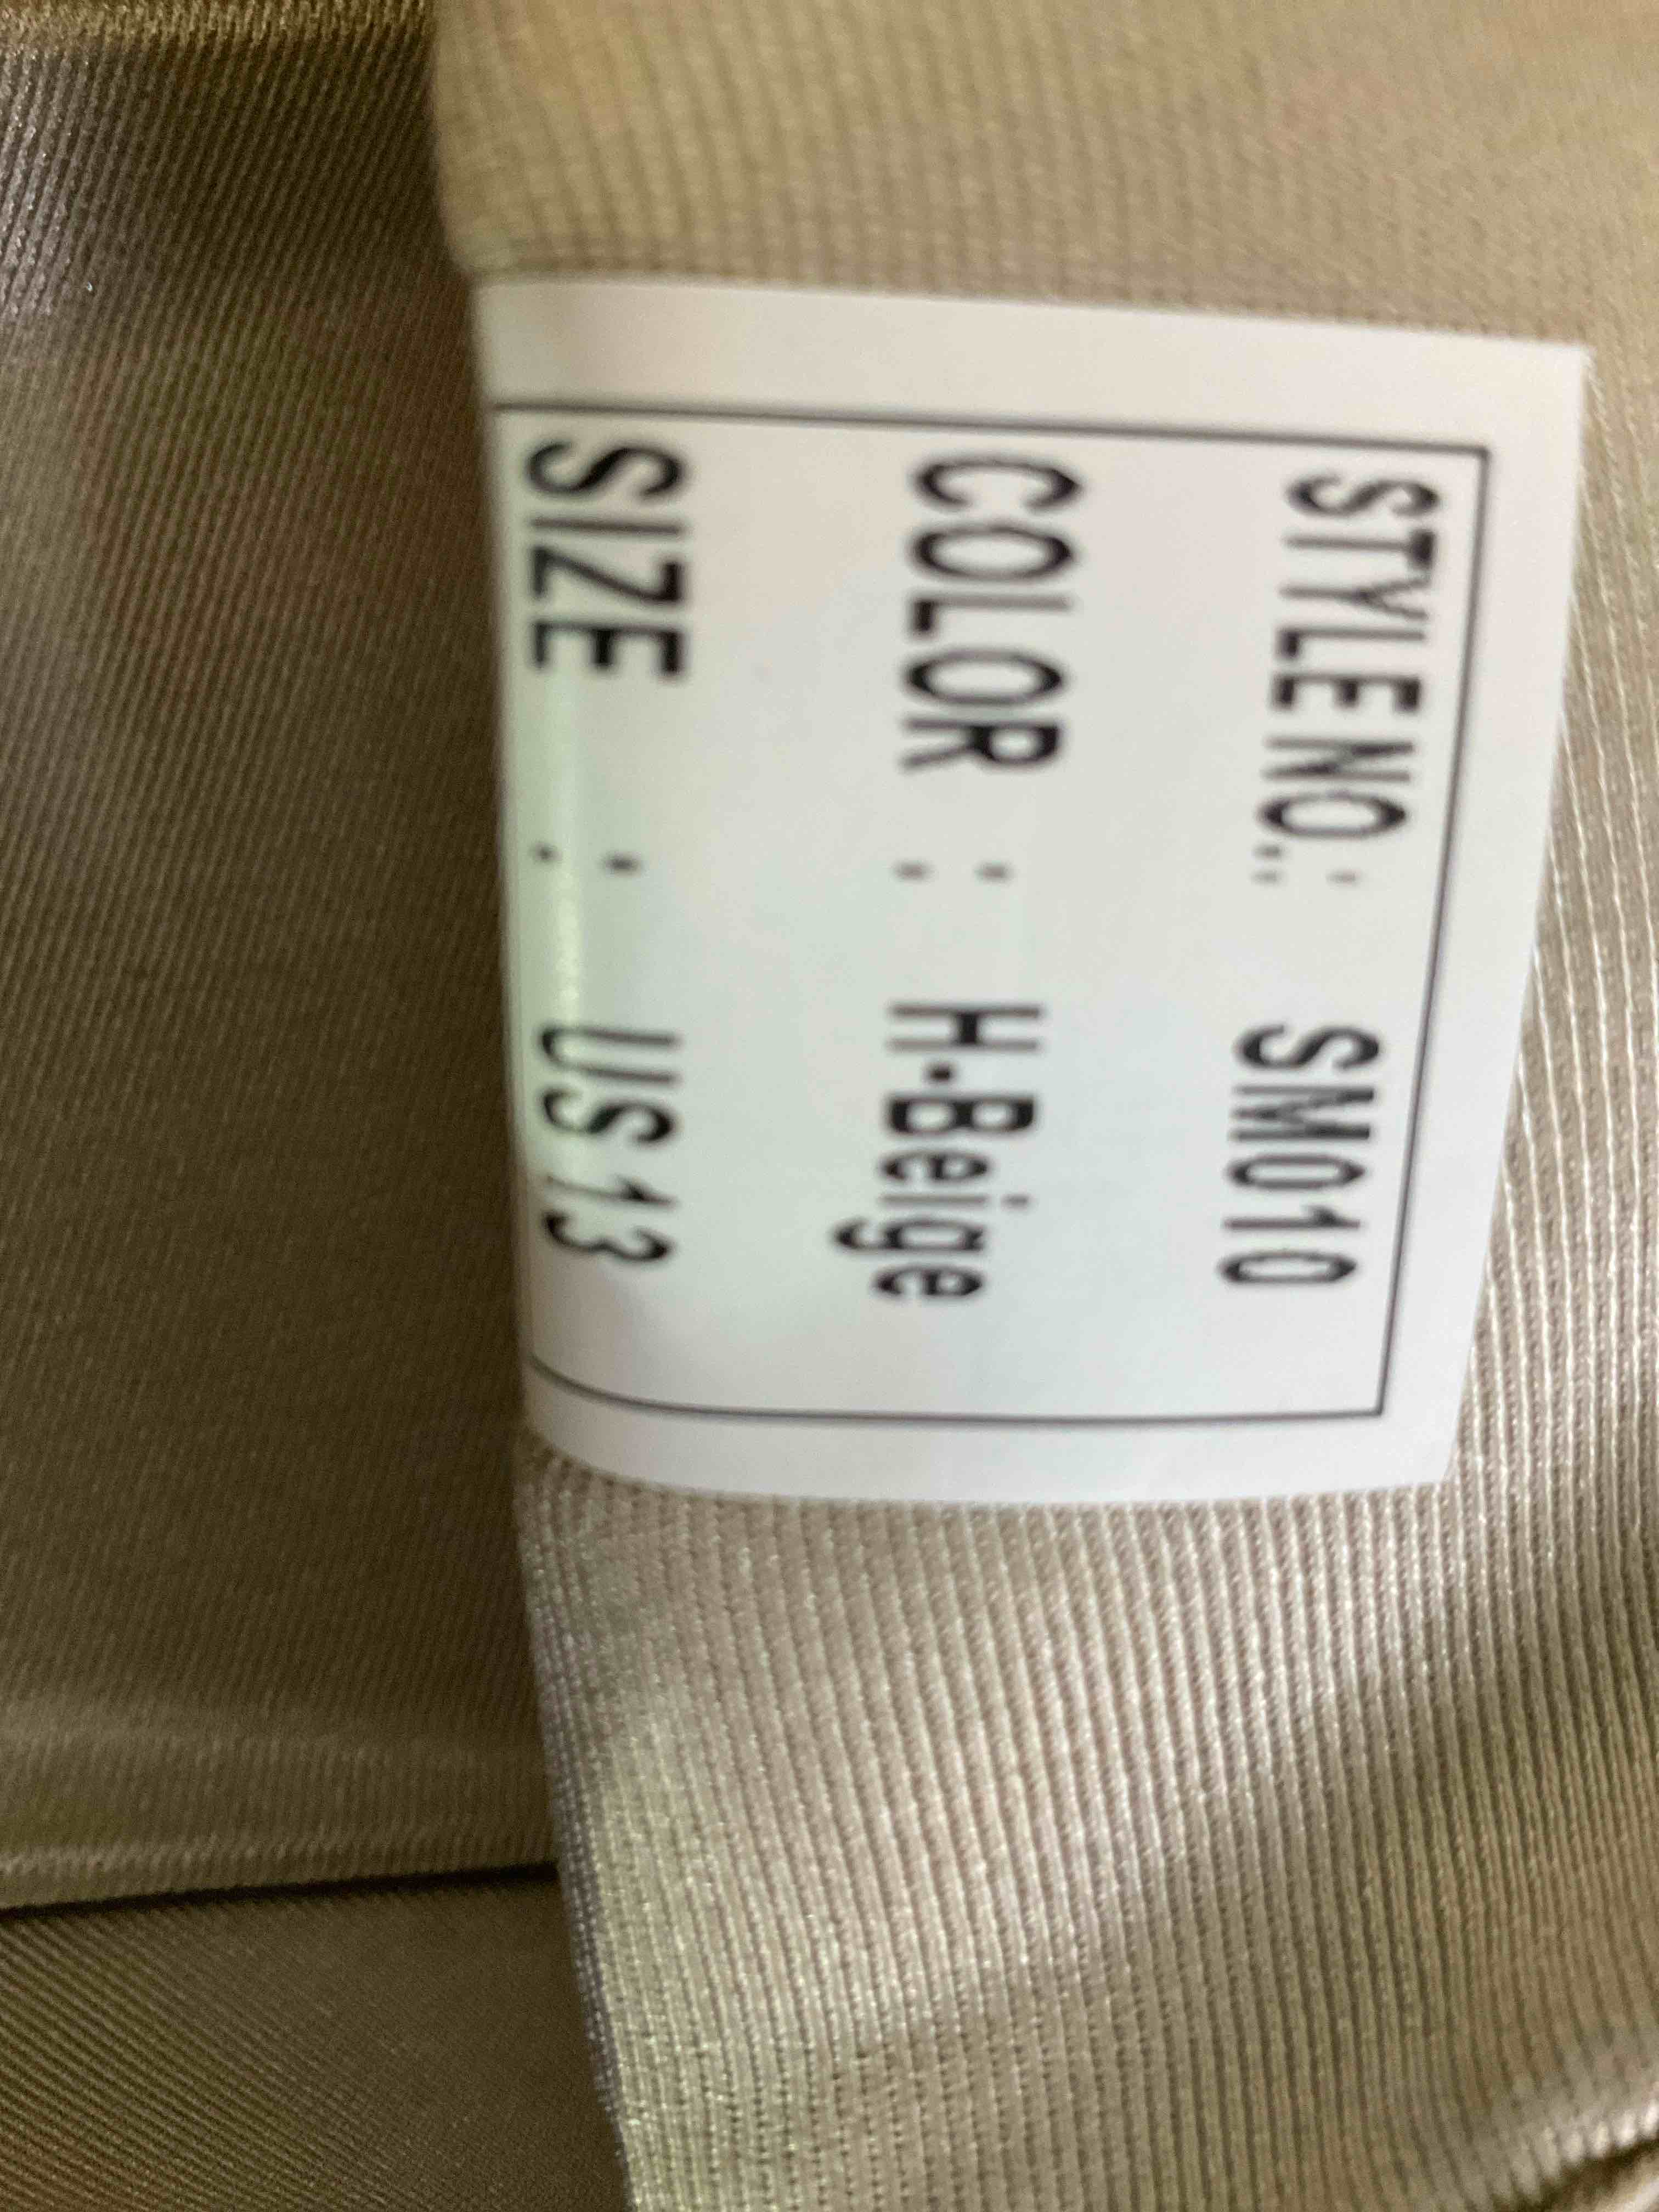 STYLE NO.: SM010
COLOR : H-Beige
SIZE : US 13